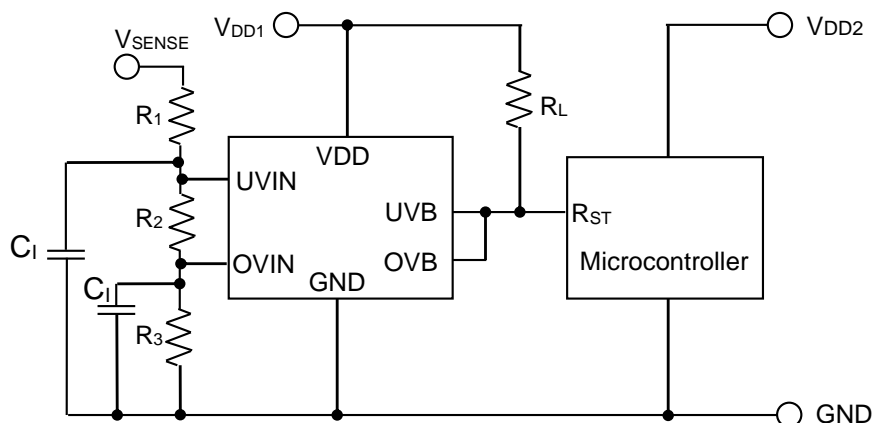 VDD1
VDD2
VSENSE
R1
RL
VDD
UVIN
R2
UVB
RST
CI
OVIN
OVB
Microcontroller
CI
GND
R3
GND